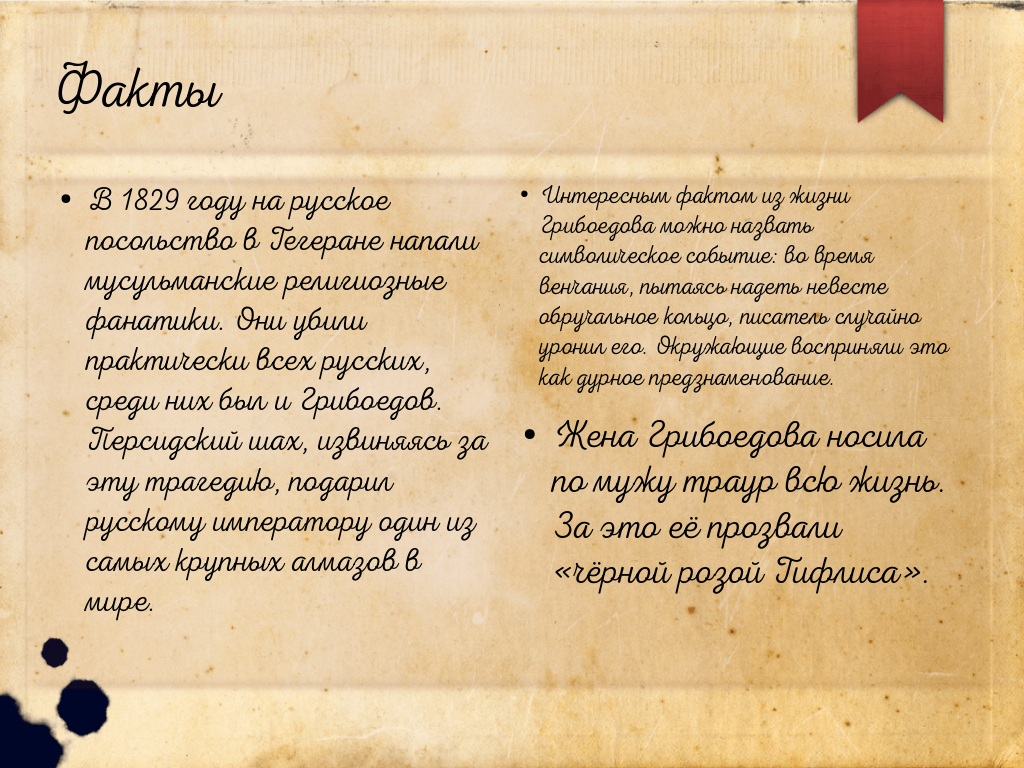 Факты
• В 1829 году на русское
посольство в Тегеране напали
мусульманские религиозные
фанатики. Они убили
практически всех русских,
среди них был и Грибоедов.
Персидский шах, извиняясь за
эту трагедию, подарил
русскому императору один из
самых крупных алмазов в
мире.
• Интересным фактом из жизни
Грибоедова можно назвать
символическое событие: во время
венчания, пытаясь надеть невесте
обручальное кольцо, писатель случайно
уронил его. Окружающие восприняли это
как дурное предзнаменование.
• Жена Грибоедова носила
по мужу траур всю жизнь.
За это её прозвали
«чёрной розой Тифлиса».